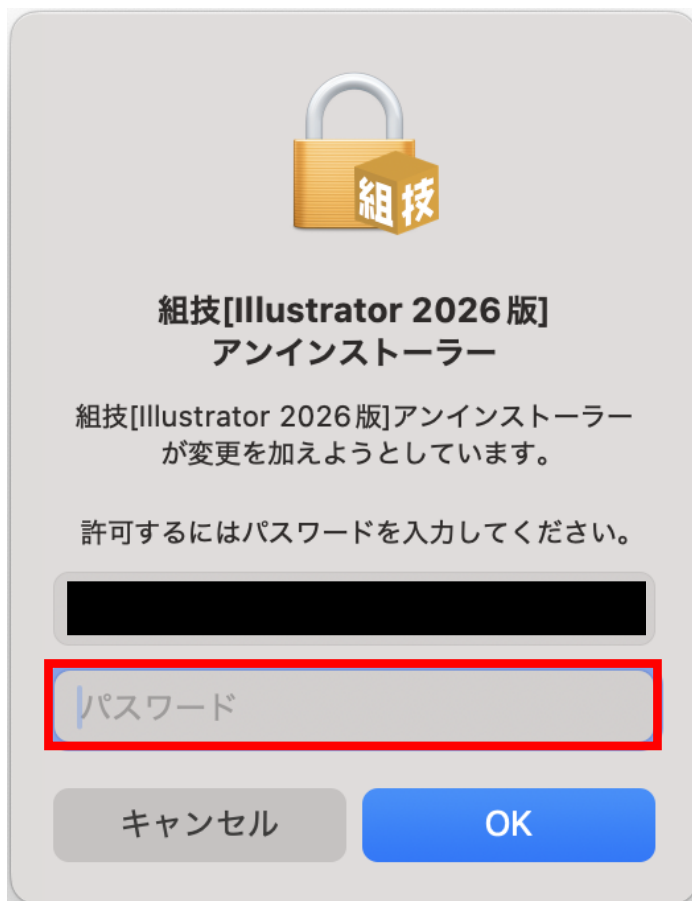 組技
組技[Illustrator 2026版]
アンインストーラー
組技[Illustrator 2026版]アンインストーラー
が変更を加えようとしています。
許可するにはパスワードを入力してください。
パスワード
キャンセル
OK